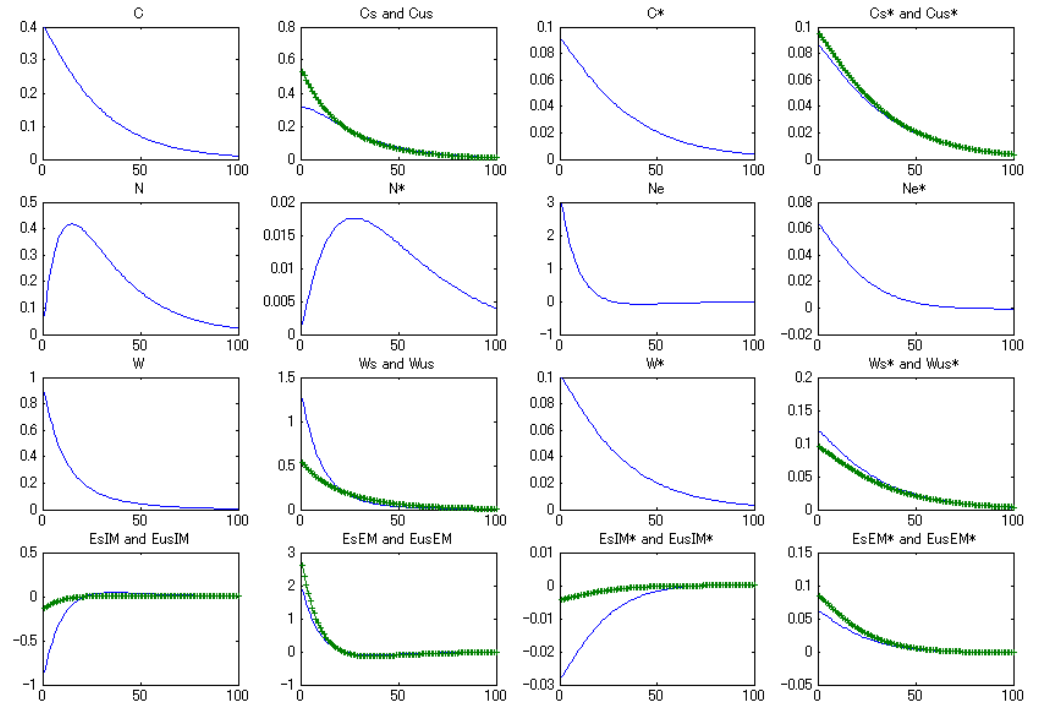 C
Cs and Cus
C*
Cs* and Cus*
0.4
0.3
0.2
0.1
0
0 50 100
0.8
0.6
0.4
0.2
0
0 50 100
0.1
0.08
0.06
0.04
0.02
0
0 50 100
0.1
0.08
0.06
0.04
0.02
0
0 50 100
N
N*
Ne
Ne*
0.5
0.4
0.3
0.2
0.1
0
0 50 100
0.02
0.015
0.01
0.005
0
0 50 100
3
2
1
0
-1
0 50 100
0.08
0.06
0.04
0.02
0
-0.02
0 50 100
W
Ws and Wus
W*
Ws* and Wus*
1
0.8
0.6
0.4
0.2
0
0 50 100
1.5
1
0.5
0
0 50 100
0.1
0.08
0.06
0.04
0.02
0
0 50 100
0.2
0.15
0.1
0.05
0
0 50 100
EsIM and EusIM
EsEM and EusEM
EsIM* and EusIM*
EsEM* and EusEM*
0.5
0
-0.5
-1
0 50 100
3
2
1
0
-1
0 50 100
0.01
0
-0.01
-0.02
-0.03
0 50 100
0.15
0.1
0.05
0
-0.05
0 50 100